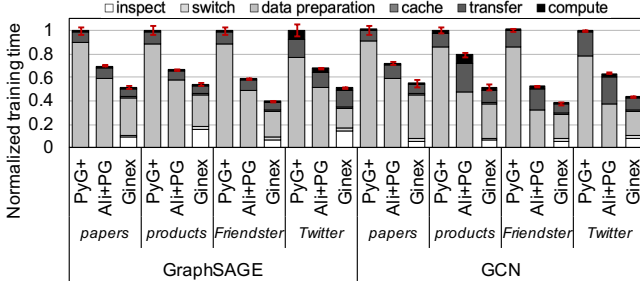 inspect switch data preparation cache transfer compute
Normalized training time
1
0.8
0.6
0.4
0.2
0
PyG+ Ali+PG Ginex PyG+ Ali+PG Ginex PyG+ Ali+PG Ginex PyG+ Ali+PG Ginex PyG+ Ali+PG Ginex PyG+ Ali+PG Ginex PyG+ Ali+PG Ginex PyG+ Ali+PG Ginex
papers products Friendster Twitter papers products Friendster Twitter
GraphSAGE GCN